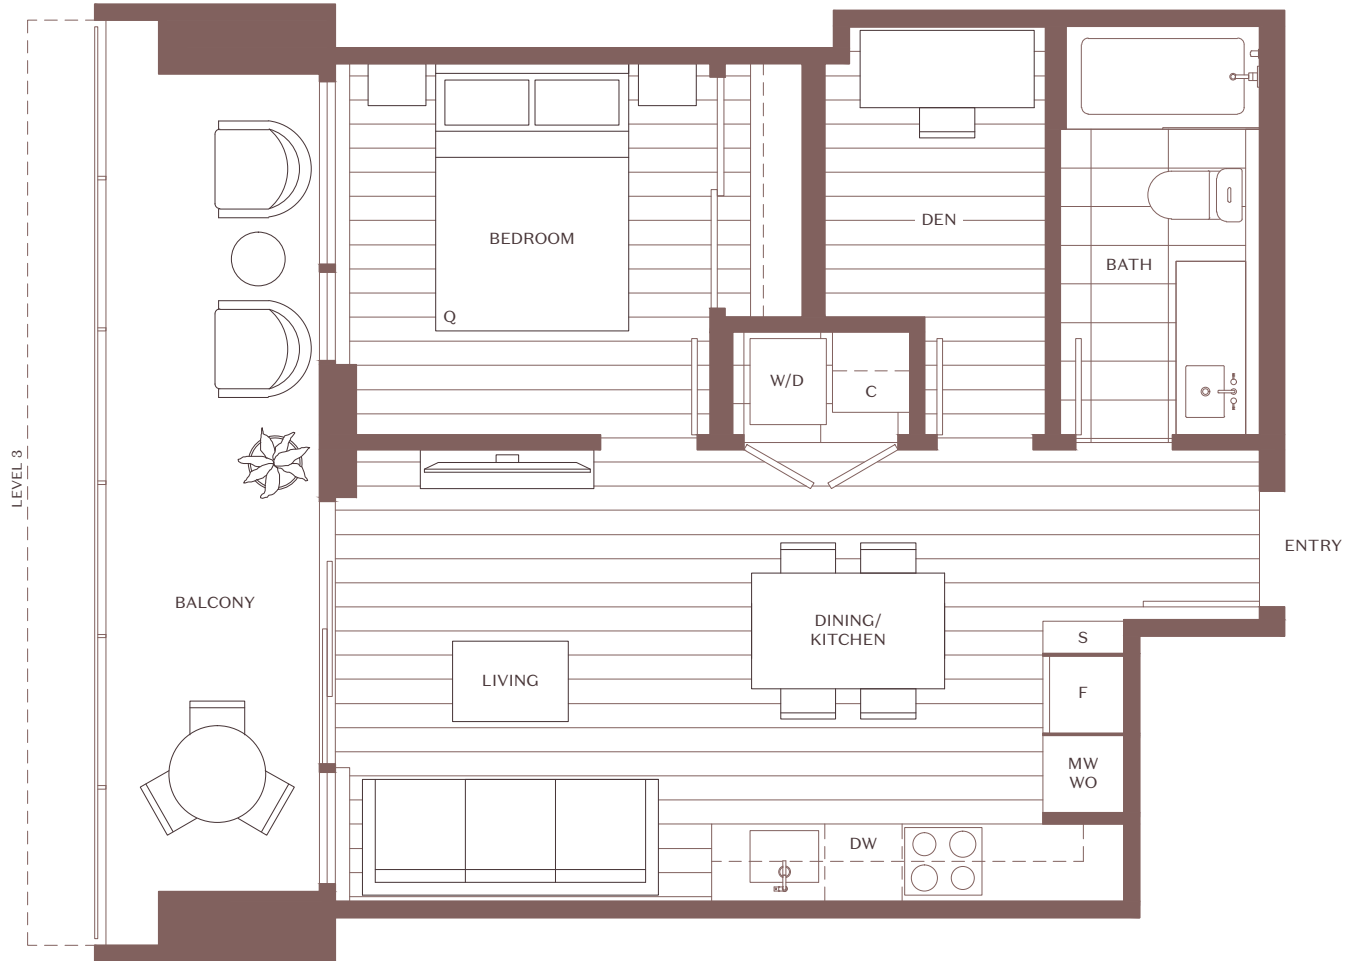 DEN
BEDROOM
BATH
Q
W/D
C
LEVEL 3
ENTRY
BALCONY
DINING/
KITCHEN
S
LIVING
F
MW
WO
DW